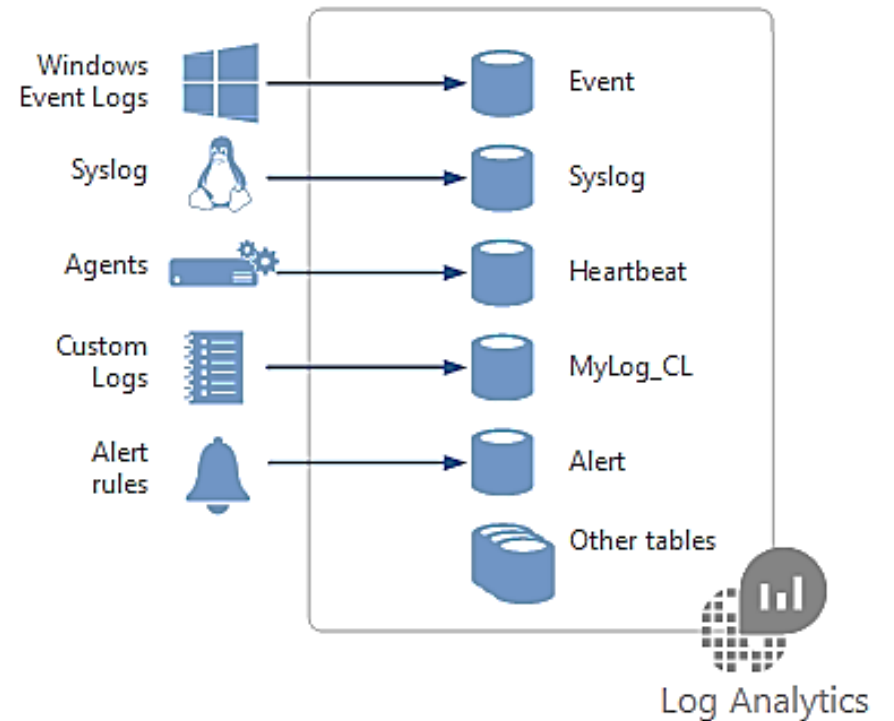 Windows
Event Logs
Event
Syslog
Syslog
Agents
Heartbeat
Custom
Logs
MyLog_CL
Alert
rules
Alert
Other tables
Log Analytics